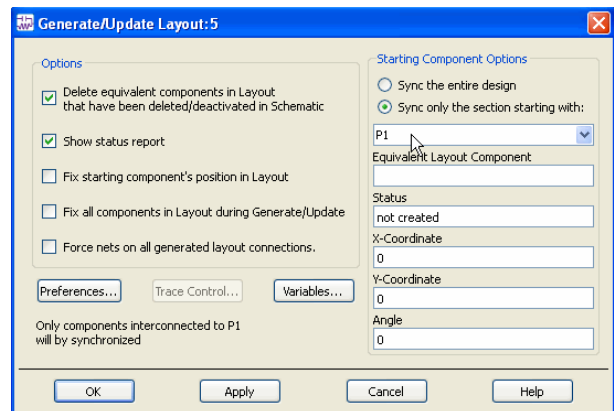 Generate/Update Layout:5
Options
Delete equivalent components in Layout
that have been deleted/deactivated in Schematic
Show status report
Fix starting component's position in Layout
Fix all components in Layout during Generate/Update
Force nets on all generated layout connections.
Preferences...
Trace Control...
Variables...
Only components interconnected to P1
will by synchronized
Starting Component Options
Sync the entire design
Sync only the section starting with:
P1
Equivalent Layout Component
Status
not created
X-Coordinate
0
Y-Coordinate
0
Angle
0
OK
Apply
Cancel
Help